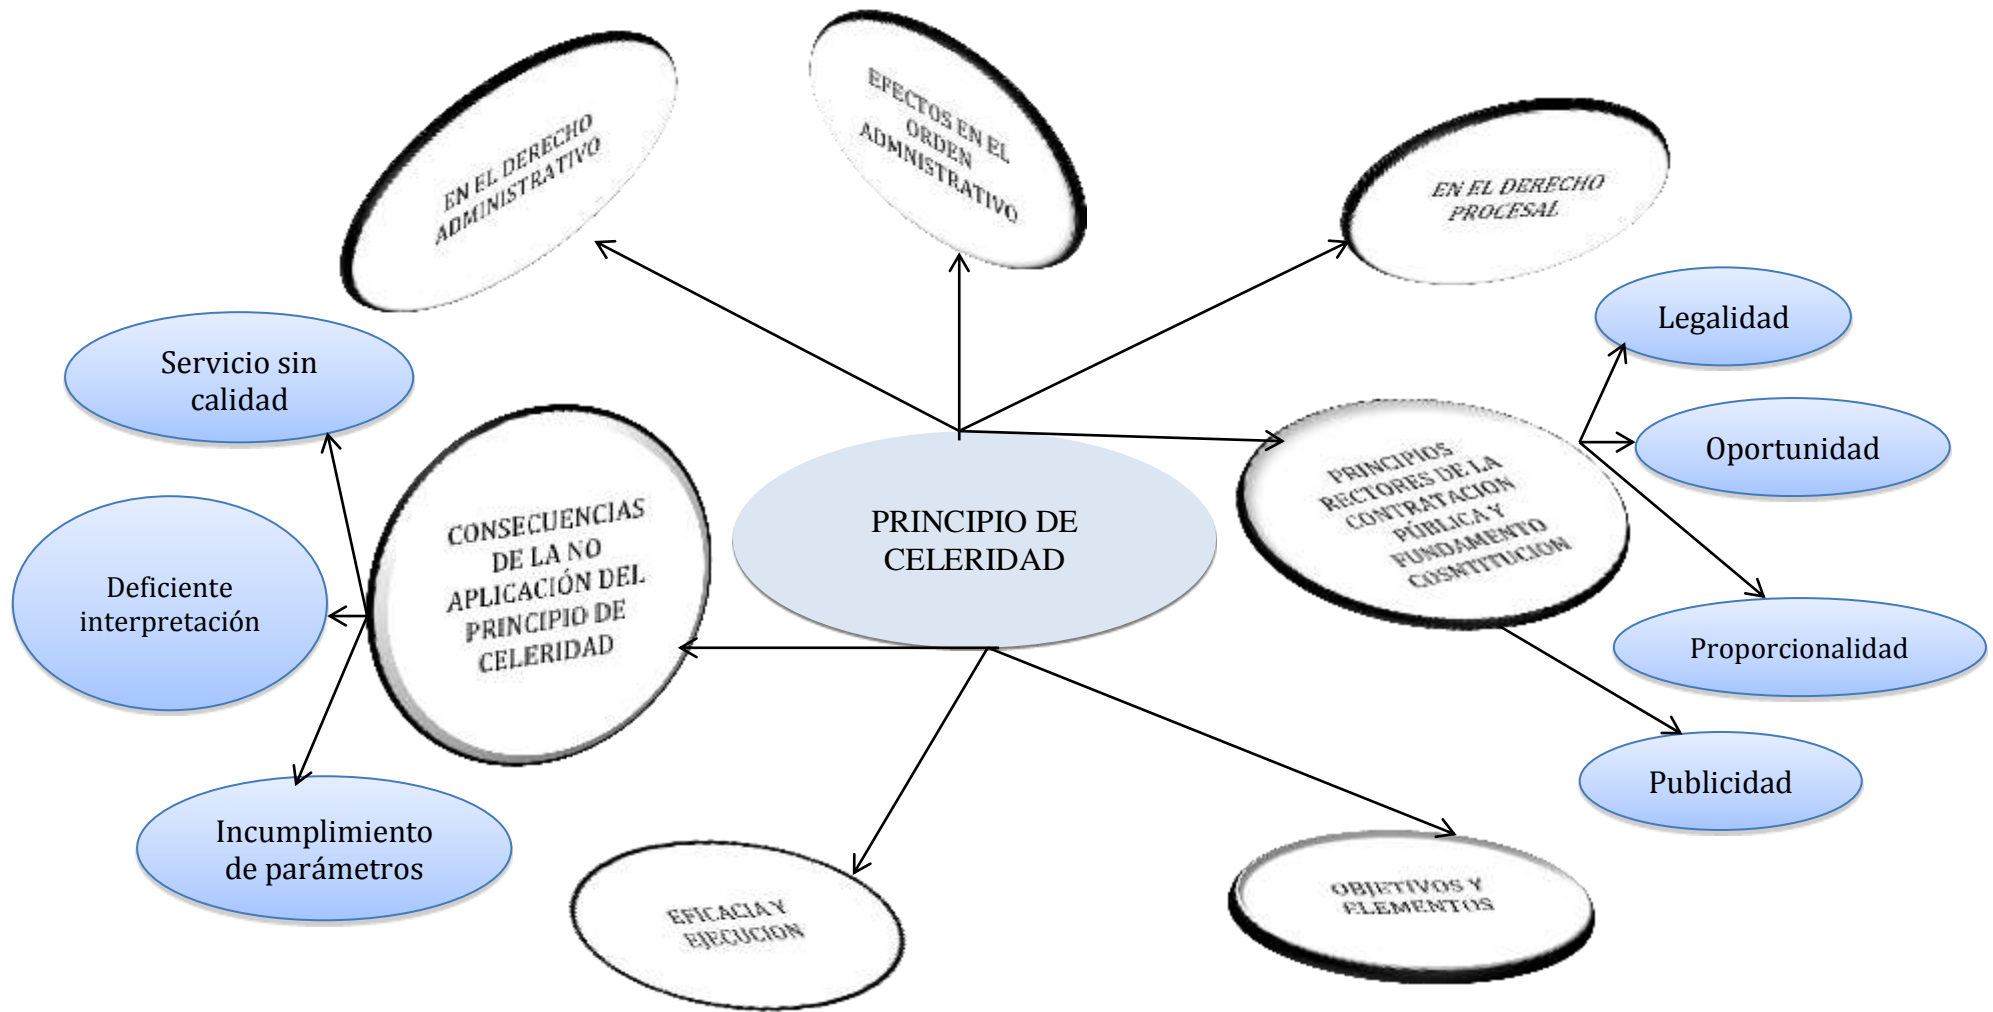 EN EL DERECHO
ADMINISTRATIVO
EFECTOS EN EL
ORDEN
ADMNISTRATIVO
EN EL DERECHO
PROCESAL
Legalidad
Servicio sin
calidad
Oportunidad
PRINCIPIOS
RECTORES DE LA
CONTRATACION
PÚBLICA Y
FUNDAMENTO
COSNTITUCION
PRINCIPIO DE
CELERIDAD
CONSECUENCIAS
DE LA NO
APLICACIÓN DEL
PRINCIPIO DE
CELERIDAD
Deficiente
interpretación
Proporcionalidad
Publicidad
Incumplimiento
de parámetros
EFICACIA Y
EJECUCION
OBJETIVOS Y
ELEMENTOS